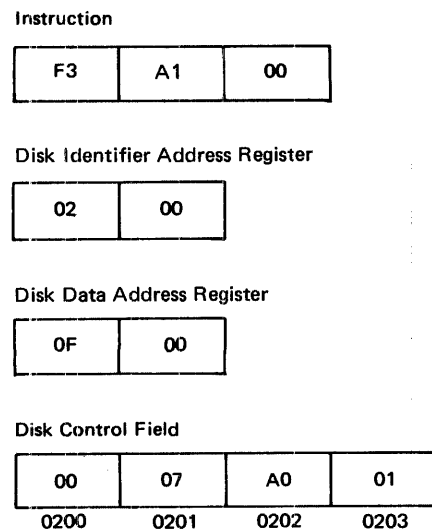 Instruction
F3 A1 00
Disk Identifier Address Register
02 00
Disk Data Address Register
0F 00
Disk Control Field
00 07 A0 01
0200 0201 0202 0203